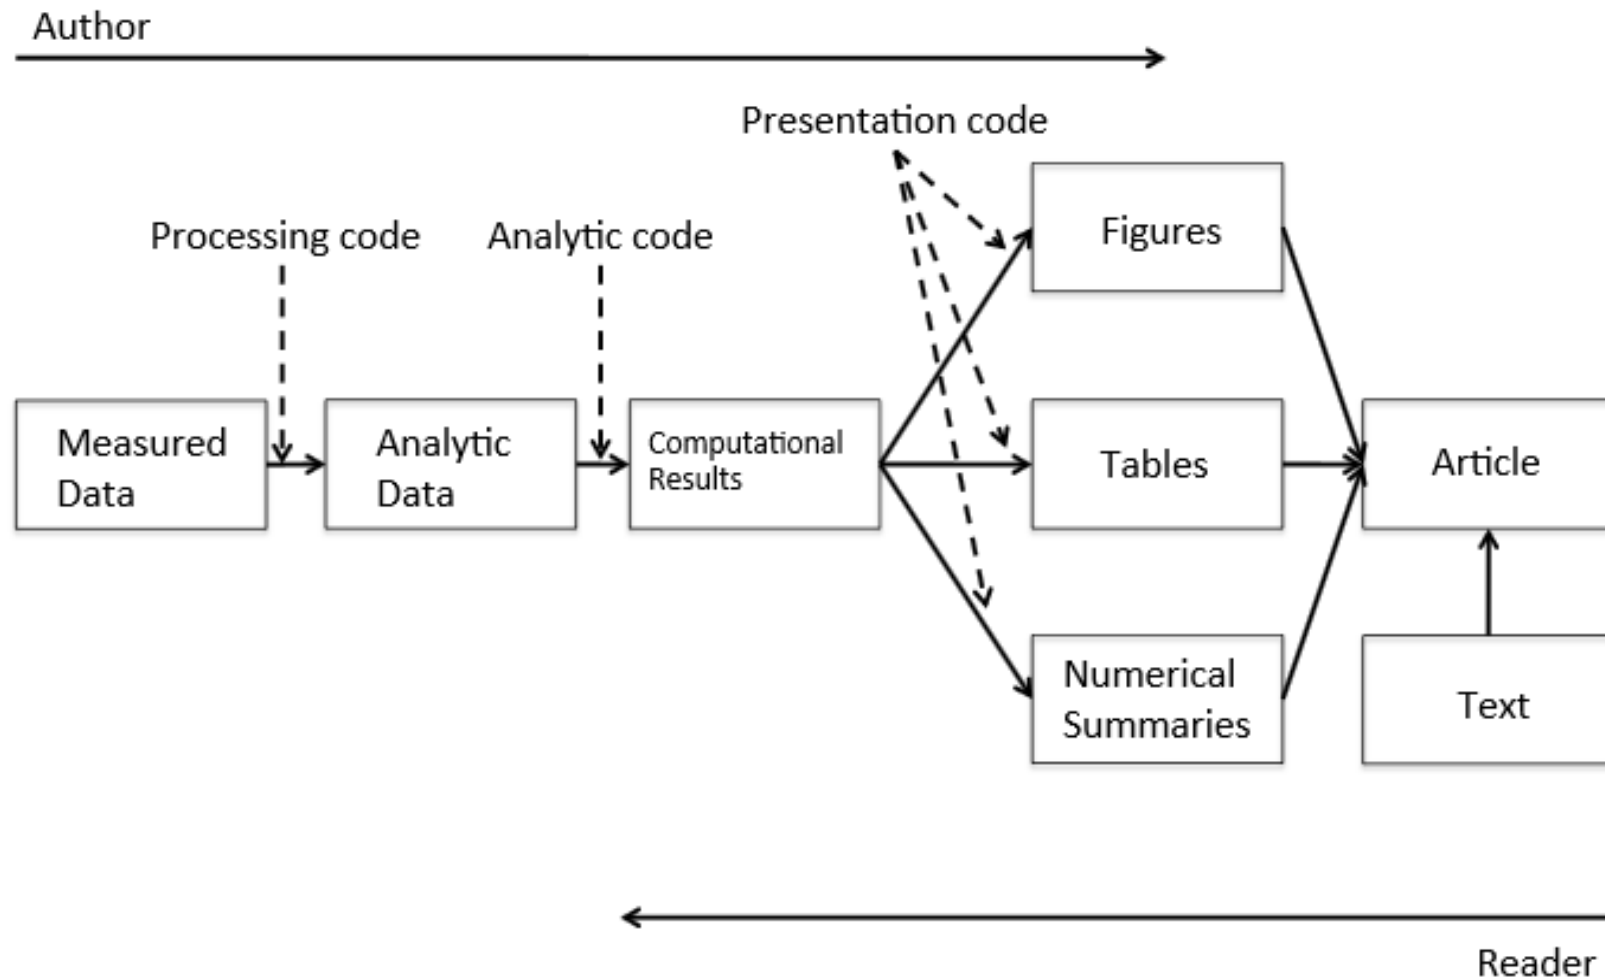 Author
Presentation code
Processing code
Analytic code
Figures
Measured
Data
Analytic
Data
Computational
Results
Tables
Article
Numerical
Summaries
Text
Reader